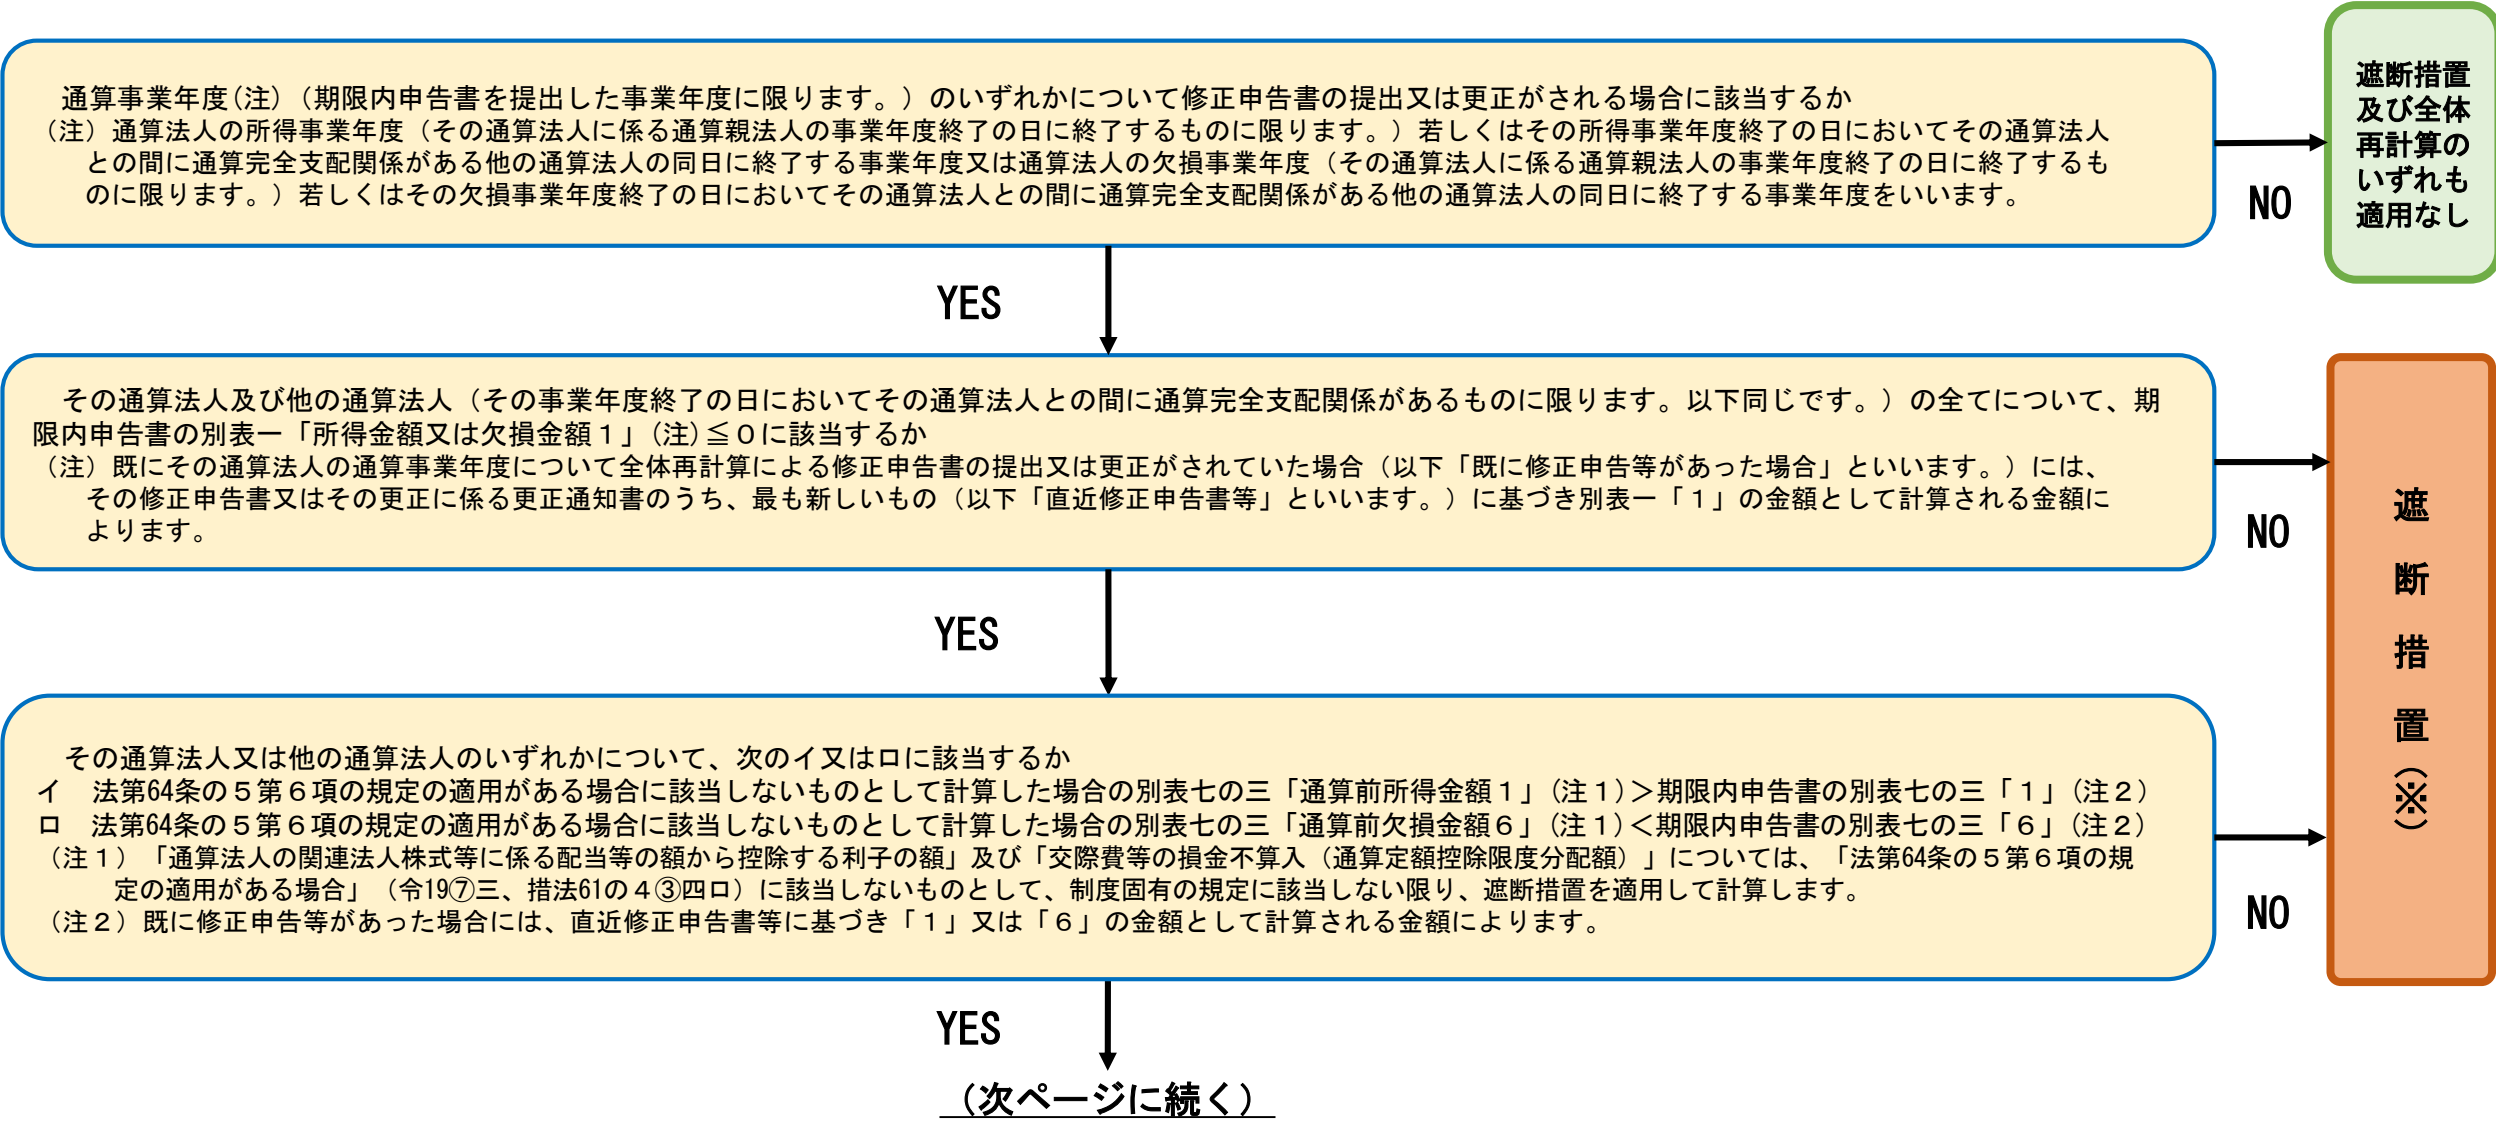 通算事業年度(注)（期限内申告書を提出した事業年度に限ります。）のいずれかについて修正申告書の提出又は更正がされる場合に該当するか
（注）通算法人の所得事業年度（その通算法人に係る通算親法人の事業年度終了の日に終了するものに限ります。）若しくはその所得事業年度終了の日においてその通算法人
との間に通算完全支配関係がある他の通算法人の同日に終了する事業年度又は通算法人の欠損事業年度（その通算法人に係る通算親法人の事業年度終了の日に終了するも
のに限ります。）若しくはその欠損事業年度終了の日においてその通算法人との間に通算完全支配関係がある他の通算法人の同日に終了する事業年度をいいます。
NO
遮断措置
及び全体
再計算の
いずれも
適用なし
YES
その通算法人及び他の通算法人（その事業年度終了の日においてその通算法人との間に通算完全支配関係があるものに限ります。以下同じです。）の全てについて、期
限内申告書の別表一「所得金額又は欠損金額１」(注)≦０に該当するか
（注）既にその通算法人の通算事業年度について全体再計算による修正申告書の提出又は更正がされていた場合（以下「既に修正申告等があった場合」といいます。）には、
その修正申告書又はその更正に係る更正通知書のうち、最も新しいもの（以下「直近修正申告書等」といいます。）に基づき別表一「１」の金額として計算される金額に
よります。
NO
遮断措置（※）
YES
その通算法人又は他の通算法人のいずれかについて、次のイ又はロに該当するか
イ　法第64条の５第６項の規定の適用がある場合に該当しないものとして計算した場合の別表七の三「通算前所得金額１」(注１)＞期限内申告書の別表七の三「１」(注２)
ロ　法第64条の５第６項の規定の適用がある場合に該当しないものとして計算した場合の別表七の三「通算前欠損金額６」(注１)＜期限内申告書の別表七の三「６」(注２)
（注１）「通算法人の関連法人株式等に係る配当等の額から控除する利子の額」及び「交際費等の損金不算入（通算定額控除限度分配額）」については、「法第64条の５第６項の規
定の適用がある場合」（令19⑦三、措法61の４③四ロ）に該当しないものとして、制度固有の規定に該当しない限り、遮断措置を適用して計算します。
（注２）既に修正申告等があった場合には、直近修正申告書等に基づき「１」又は「６」の金額として計算される金額によります。
NO
YES
（次ページに続く）